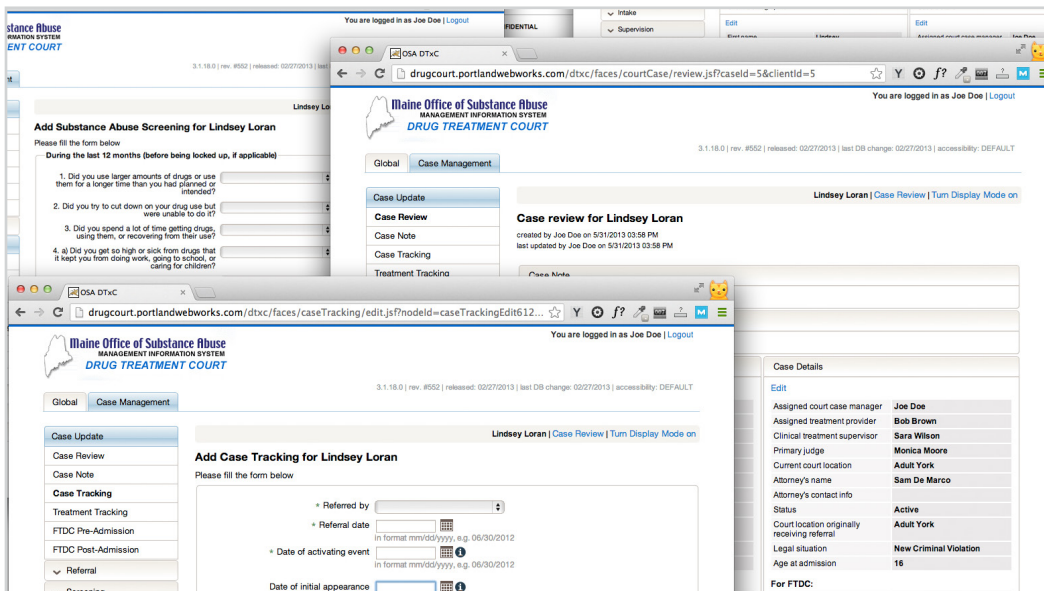 stance Abuse
RMATION SYSTEM
ENT COURT
You are logged in as Joe Doe | Logout
3.1.18.0 | rev. #552 | released: 02/27/2013 | last
Lindsey Lo
Add Substance Abuse Screening for Lindsey Loran
Please fill the form below
During the last 12 months (before being locked up, if applicable)
1. Did you use larger amounts of drugs or use
them for a longer time than you had planned or
intended?
2. Did you try to cut down on your drug use but
were unable to do it?
3. Did you spend a lot of time getting drugs,
using them, or recovering from their use?
4. a) Did you get so high or sick from drugs that
it kept you from doing work, going to
school, or
caring for children?
FIDENTIAL
Intake
Supervision
Edit
First name Lindsey
Edit
Assigned court case manager Joe Doe
OSA DTxC
drugcourt.portlandwebworks.com/dtxc/faces/courtCase/review.jsf?caseId=5&clientId=5
You are logged in as Joe Doe | Logout
Maine Office of Substance Abuse
MANAGEMENT INFORMATION SYSTEM
DRUG TREATMENT COURT
3.1.18.0 | rev. #552 | released: 02/27/2013 | last DB change: 02/27/2013 | accessibility: DEFAULT
Global Case Management
Case Update
Case Review
Case Note
Case Tracking
Treatment Tracking
Lindsey Loran | Case Review | Turn Display Mode on
Case review for Lindsey Loran
created by Joe Doe on 5/31/2013 03:58 PM
last updated by Joe Doe on 5/31/2013 03:58 PM
Case Note
Case Details
Edit
Assigned court case manager Joe Doe
Assigned treatment provider Bob Brown
Clinical treatment supervisor Sara Wilson
Primary judge Monica Moore
Current court location Adult York
Attorney's name Sam De Marco
Attorney's contact info
Status Active
Court location originally Adult York
receiving referral
Legal situation New Criminal Violation
Age at admission 16
For FTDC:
OSA DTxC
drugcourt.portlandwebworks.com/dtxc/faces/caseTracking/edit.jsf?nodeId=caseTrackingEdit612...
You are logged in as Joe Doe | Logout
Maine Office of Substance Abuse
MANAGEMENT INFORMATION SYSTEM
DRUG TREATMENT COURT
3.1.18.0 | rev. #552 | released: 02/27/2013 | last DB change: 02/27/2013 | accessibility: DEFAULT
Global Case Management
Case Update
Case Review
Case Note
Case Tracking
Treatment Tracking
FTDC Pre-Admission
FTDC Post-Admission
Referral
Screening
Lindsey Loran | Case Review | Turn Display Mode on
Add Case Tracking for Lindsey Loran
Please fill the form below
* Referred by
* Referral date
in format mm/dd/yyyy, e.g. 06/30/2012
* Date of activating event
in format mm/dd/yyyy, e.g. 06/30/2012
Date of initial appearance